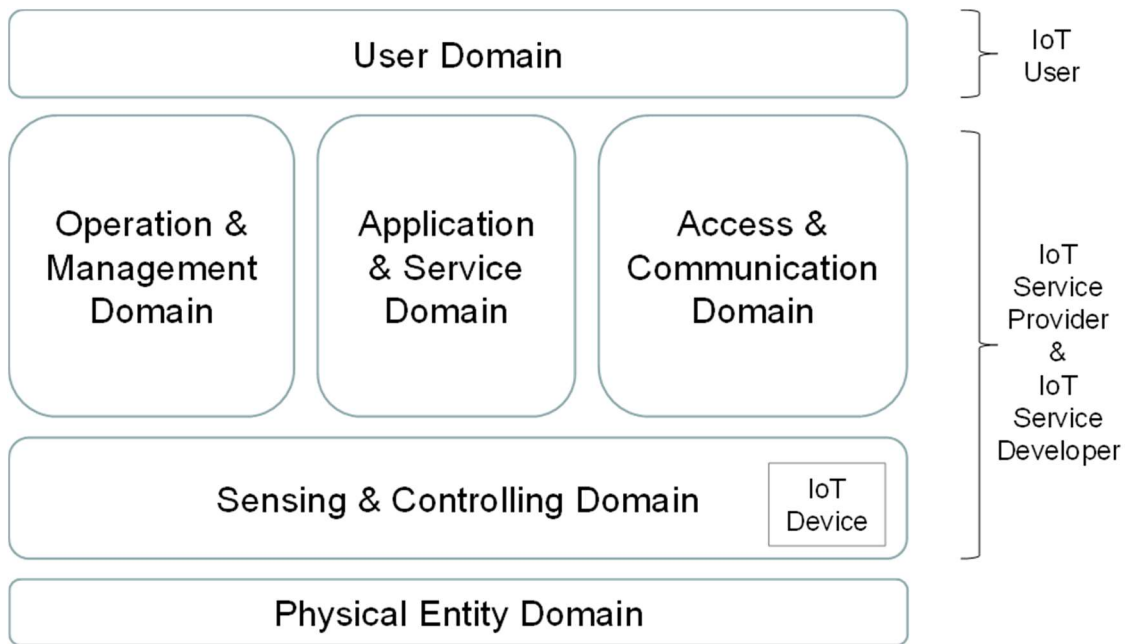 User Domain
IoT
User
Operation &
Management
Domain
Application
& Service
Domain
Access &
Communication
Domain
IoT
Service
Provider
&
IoT
Service
Developer
Sensing & Controlling Domain
IoT
Device
Physical Entity Domain